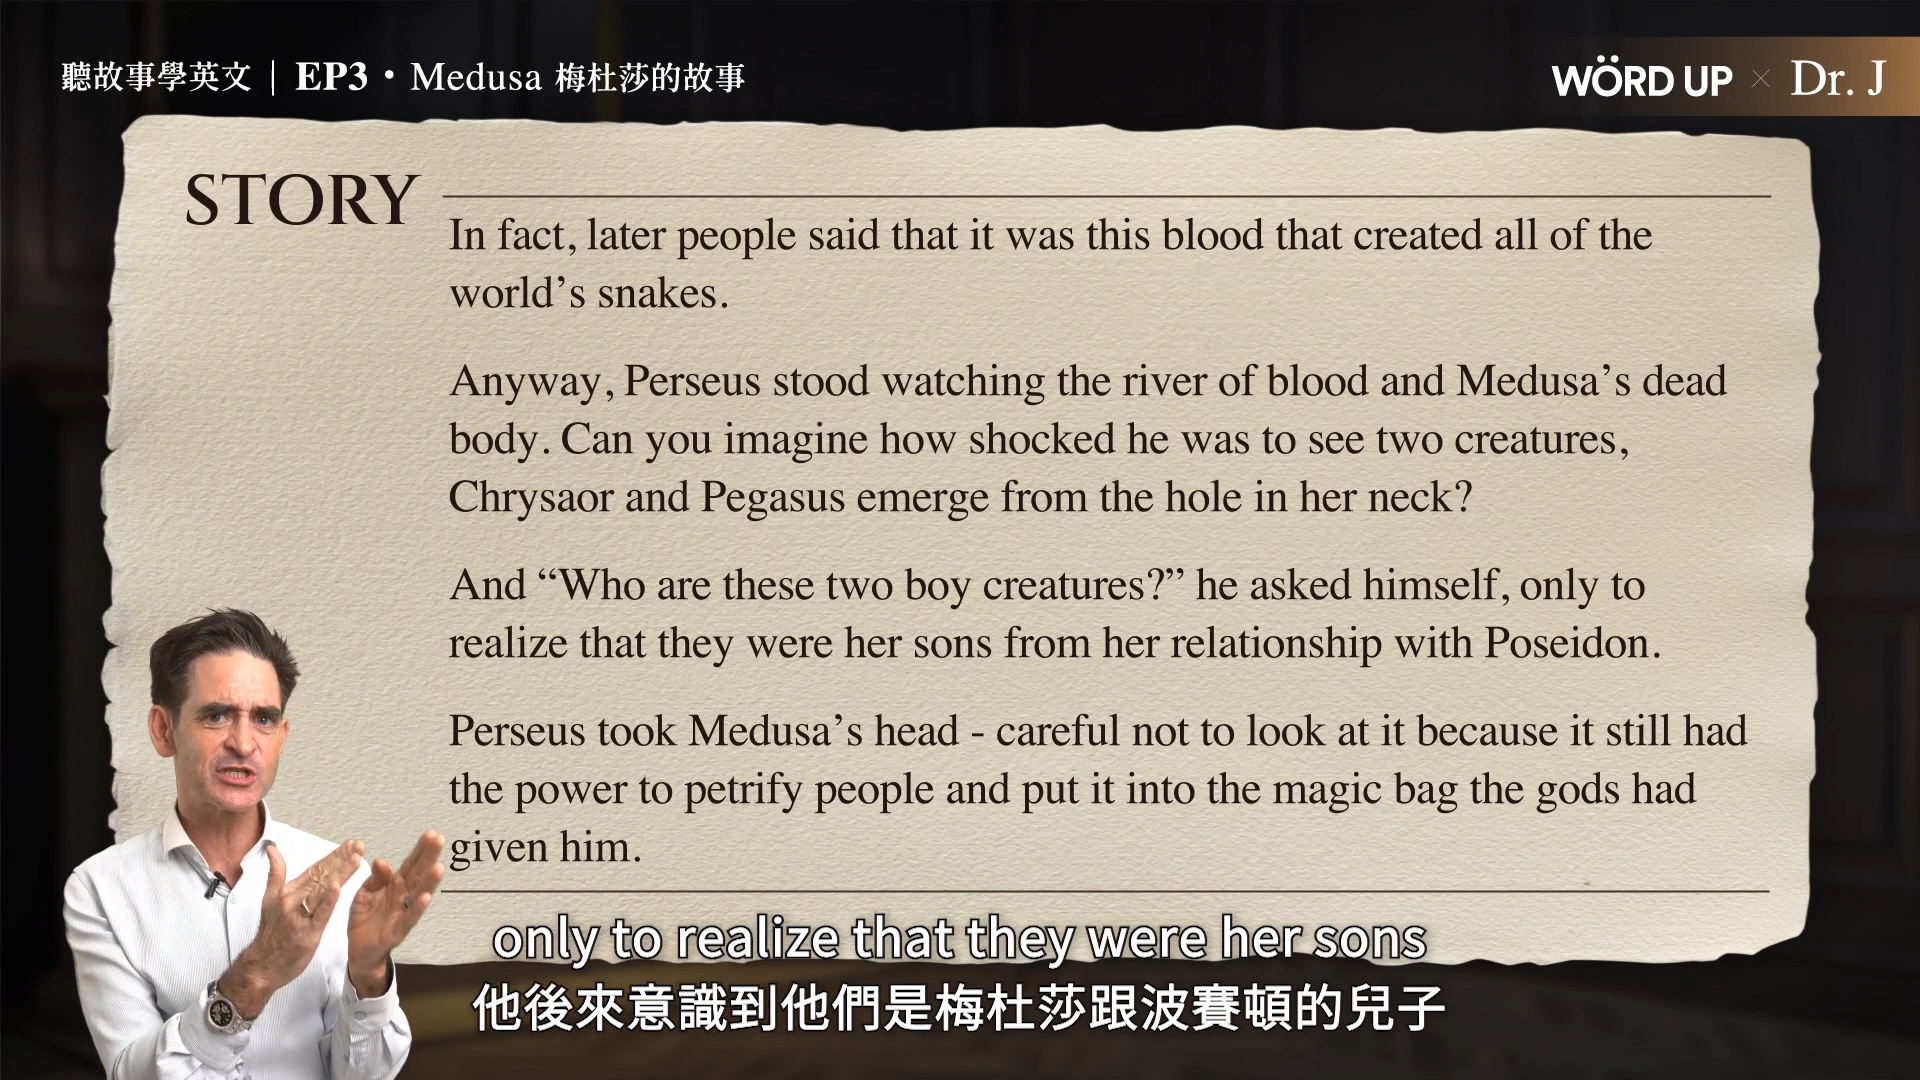 聽故事學英文 | EP3 • Medusa 梅杜莎的故事
WÖRD UP × Dr. J
STORY
In fact, later people said that it was this blood that created all of the
world’s snakes.
Anyway, Perseus stood watching the river of blood and Medusa’s dead
body. Can you imagine how shocked he was to see two creatures,
Chrysaor and Pegasus emerge from the hole in her neck?
And “Who are these two boy creatures?” he asked himself, only to
realize that they were her sons from her relationship with Poseidon.
Perseus took Medusa’s head - careful not to look at it because it still had
the power to petrify people and put it into the magic bag the gods had
given him.
only to realize that they were her sons
他後來意識到他們是梅杜莎跟波賽頓的兒子